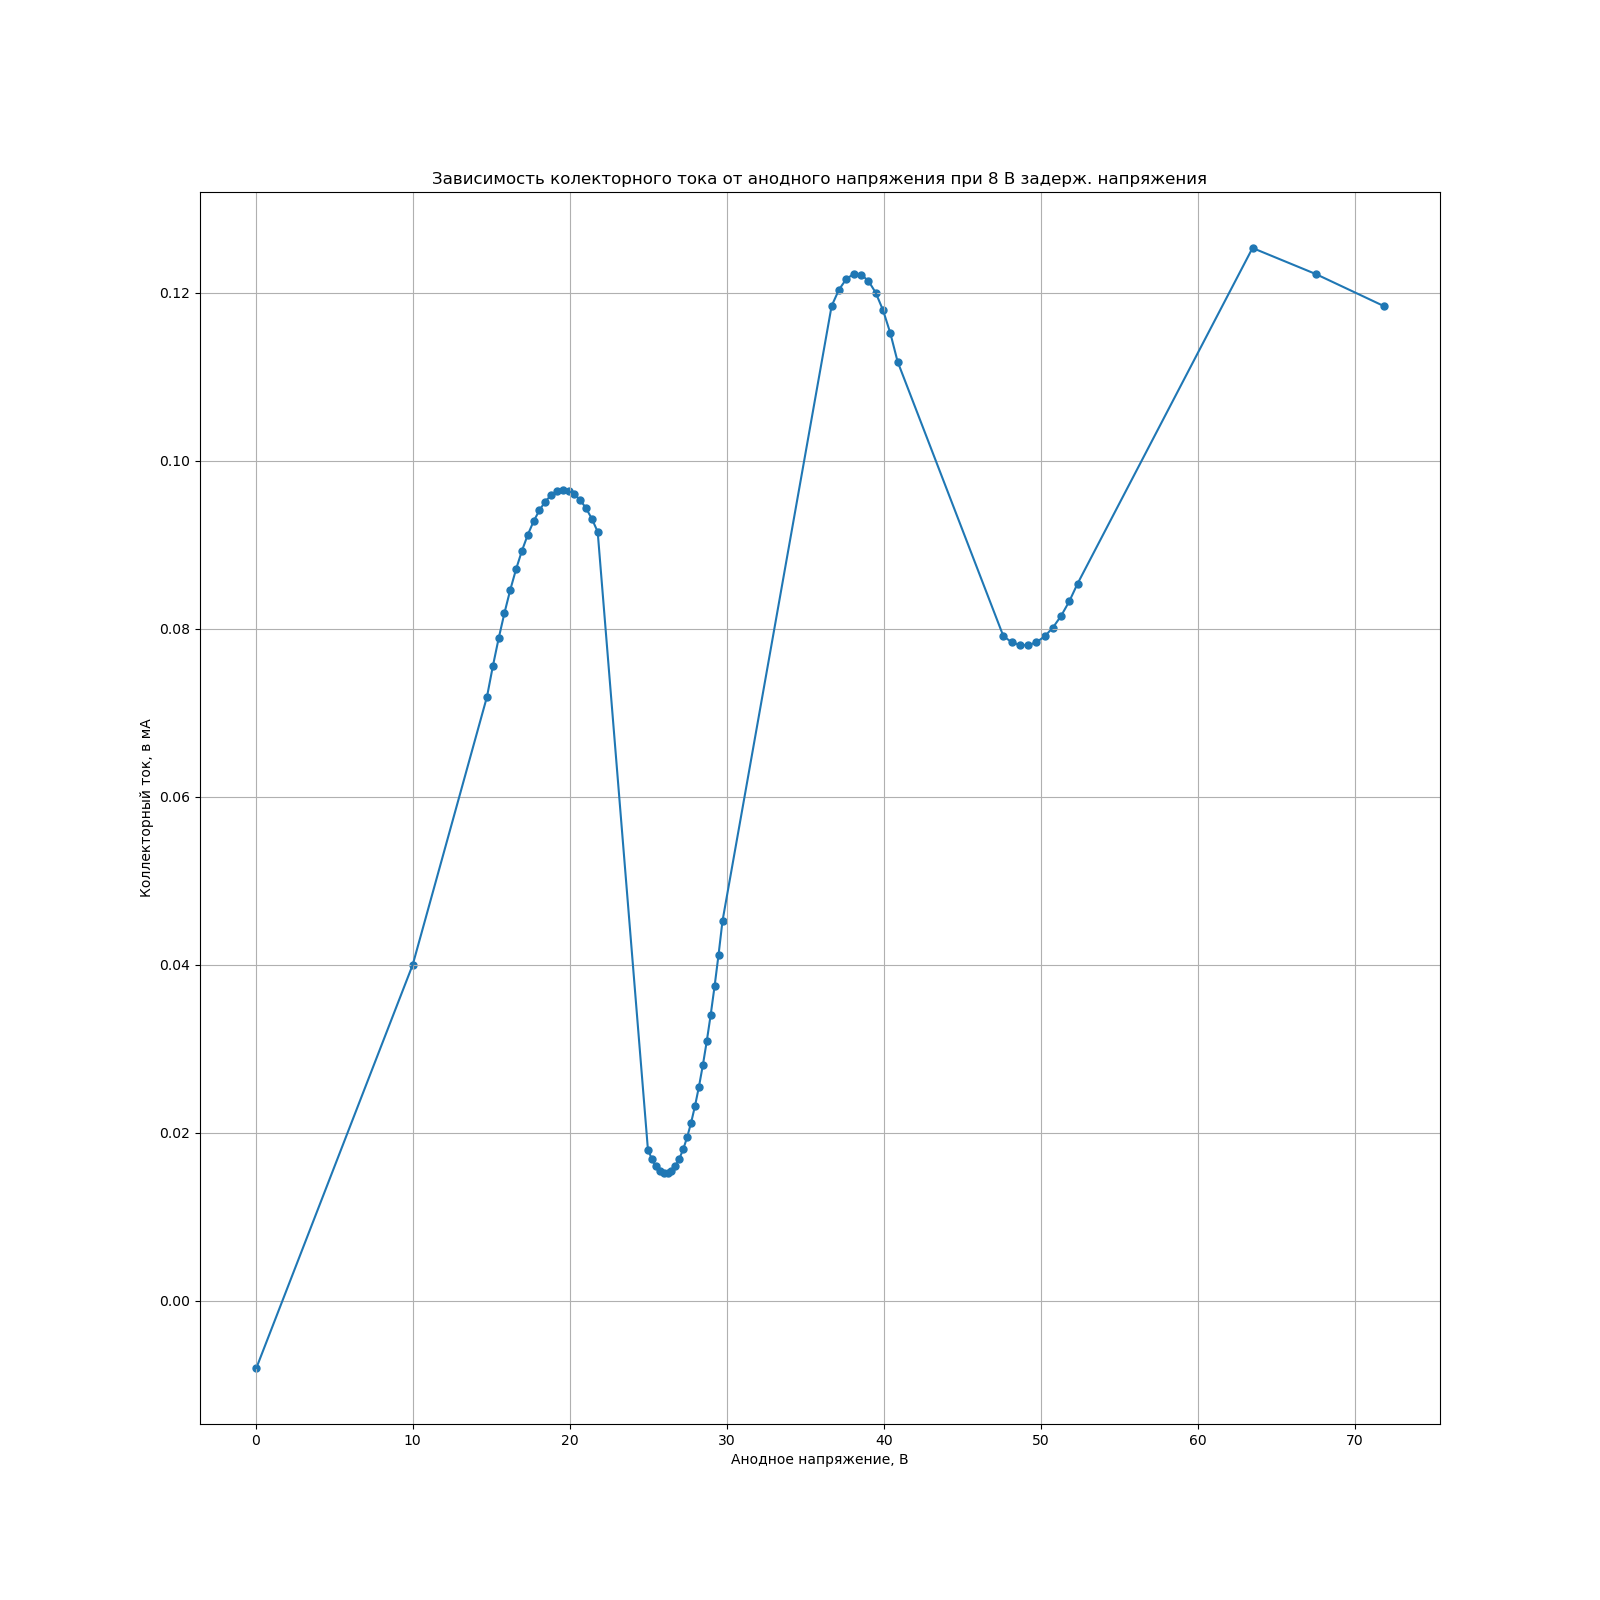 Зависимость колекторного тока от анодного напряжения при 8 В задерж. напряжения
0.12
0.10
0.08
0.06
0.04
0.02
0.00
Коллекторный ток, в мА
0 10 20 30 40 50 60 70
Анодное напряжение, В